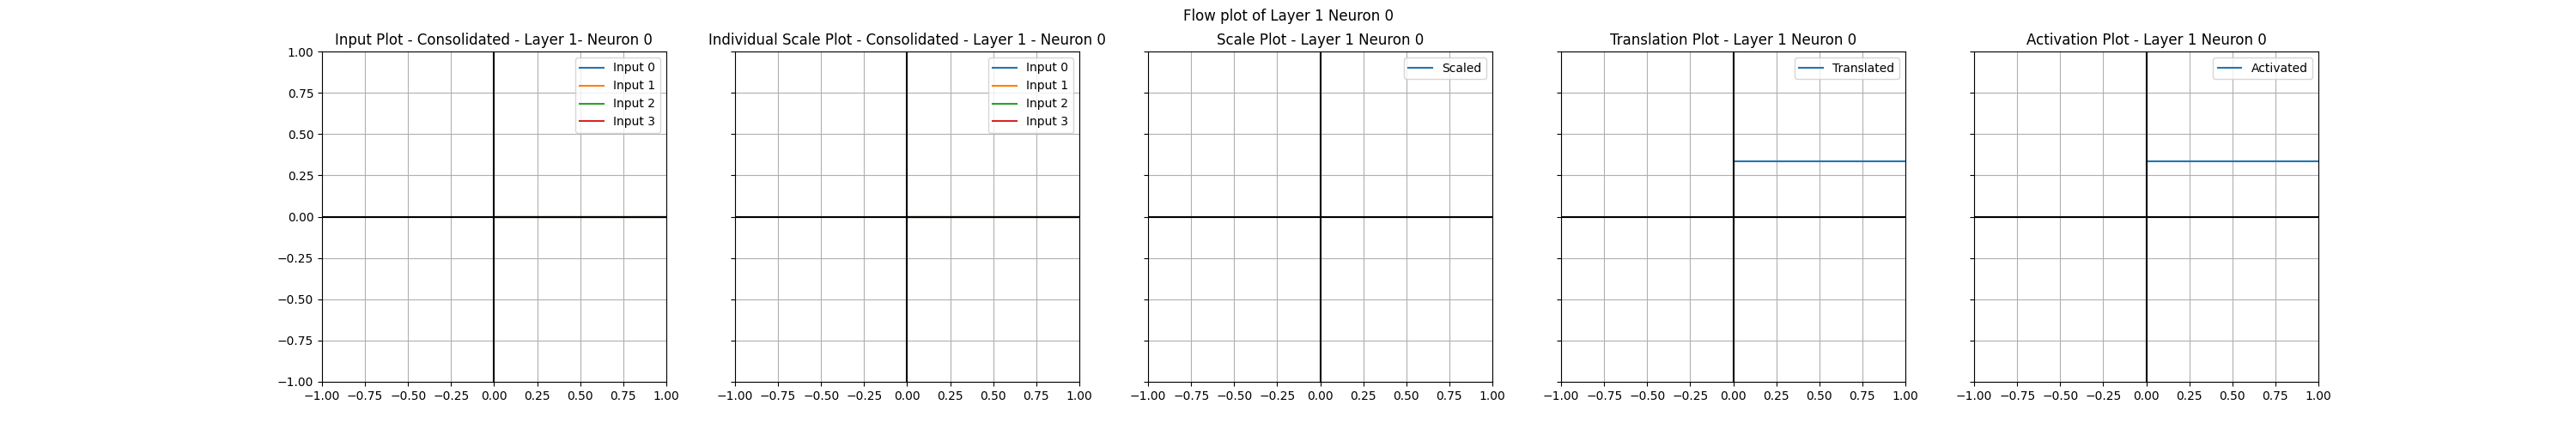 Flow plot of Layer 1 Neuron 0
Input Plot - Consolidated - Layer 1- Neuron 0
Individual Scale Plot - Consolidated - Layer 1 - Neuron 0
Scale Plot - Layer 1 Neuron 0
Translation Plot - Layer 1 Neuron 0
Activation Plot - Layer 1 Neuron 0
1.00
0.75
0.50
0.25
0.00
−0.25
−0.50
−0.75
−1.00
Input 0
Input 1
Input 2
Input 3
Input 0
Input 1
Input 2
Input 3
Scaled
Translated
Activated
−1.00 −0.75 −0.50 −0.25 0.00 0.25 0.50 0.75 1.00
−1.00 −0.75 −0.50 −0.25 0.00 0.25 0.50 0.75 1.00
−1.00 −0.75 −0.50 −0.25 0.00 0.25 0.50 0.75 1.00
−1.00 −0.75 −0.50 −0.25 0.00 0.25 0.50 0.75 1.00
−1.00 −0.75 −0.50 −0.25 0.00 0.25 0.50 0.75 1.00